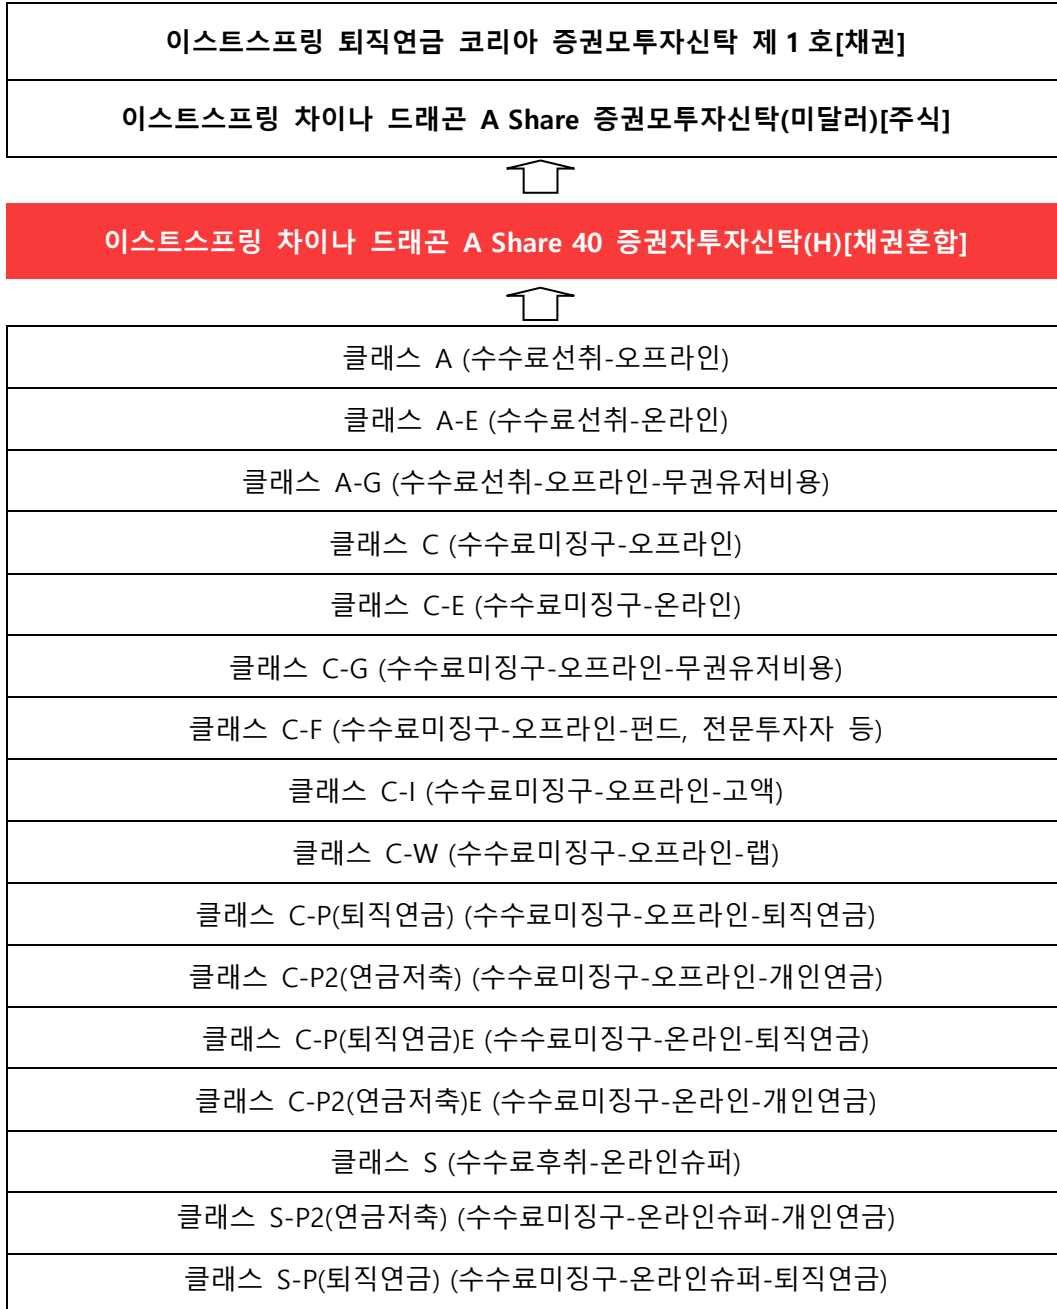 이스트스프링 퇴직연금 코리아 증권모투자신탁 제 1 호[채권]
이스트스프링 차이나 드래곤 A Share 증권모투자신탁(미달러)[주식]
이스트스프링 차이나 드래곤 A Share 40 증권자투자신탁(H)[채권혼합]
클래스 A (수수료선취-오프라인)
클래스 A-E (수수료선취-온라인)
클래스 A-G (수수료선취-오프라인-무권유저비용)
클래스 C (수수료미징구-오프라인)
클래스 C-E (수수료미징구-온라인)
클래스 C-G (수수료미징구-오프라인-무권유저비용)
클래스 C-F (수수료미징구-오프라인-펀드, 전문투자자 등)
클래스 C-I (수수료미징구-오프라인-고액)
클래스 C-W (수수료미징구-오프라인-랩)
클래스 C-P(퇴직연금) (수수료미징구-오프라인-퇴직연금)
클래스 C-P2(연금저축) (수수료미징구-오프라인-개인연금)
클래스 C-P(퇴직연금)E (수수료미징구-온라인-퇴직연금)
클래스 C-P2(연금저축)E (수수료미징구-온라인-개인연금)
클래스 S (수수료후취-온라인슈퍼)
클래스 S-P2(연금저축) (수수료미징구-온라인슈퍼-개인연금)
클래스 S-P(퇴직연금) (수수료미징구-온라인슈퍼-퇴직연금)